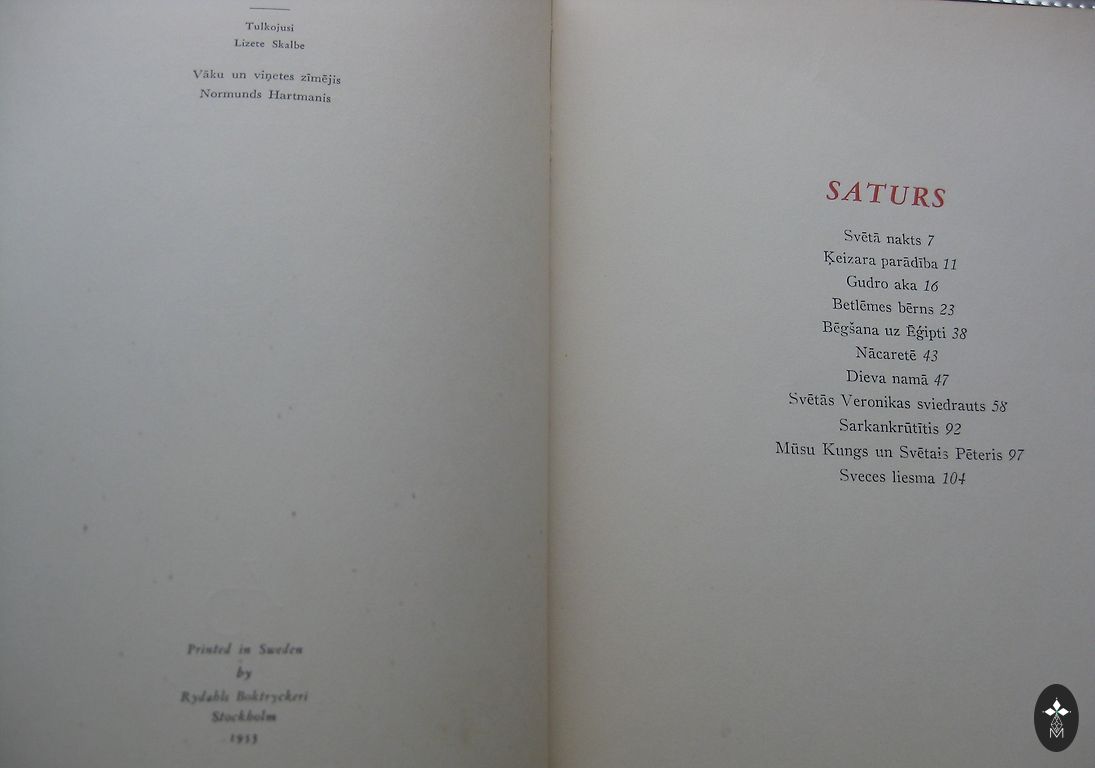 Tulkojusi
Lizete Skalbe
Vāku un viņetes zīmējis
Normunds Hartmanis
Printed in Sweden
by
Rydahls Boktryckeri
Stockholm
1953
SATURS
Svētā nakts 7
Ķeizara parādība 11
Gudro aka 16
Betlēmes bērns 23
Bēgšana uz Ēģipti 38
Nācaretē 43
Dieva namā 47
Svētās Veronikas sviedrauts 58
Sarkankrūtītis 92
Mūsu Kungs un Svētais Pēteris 97
Sveces liesma 104
M